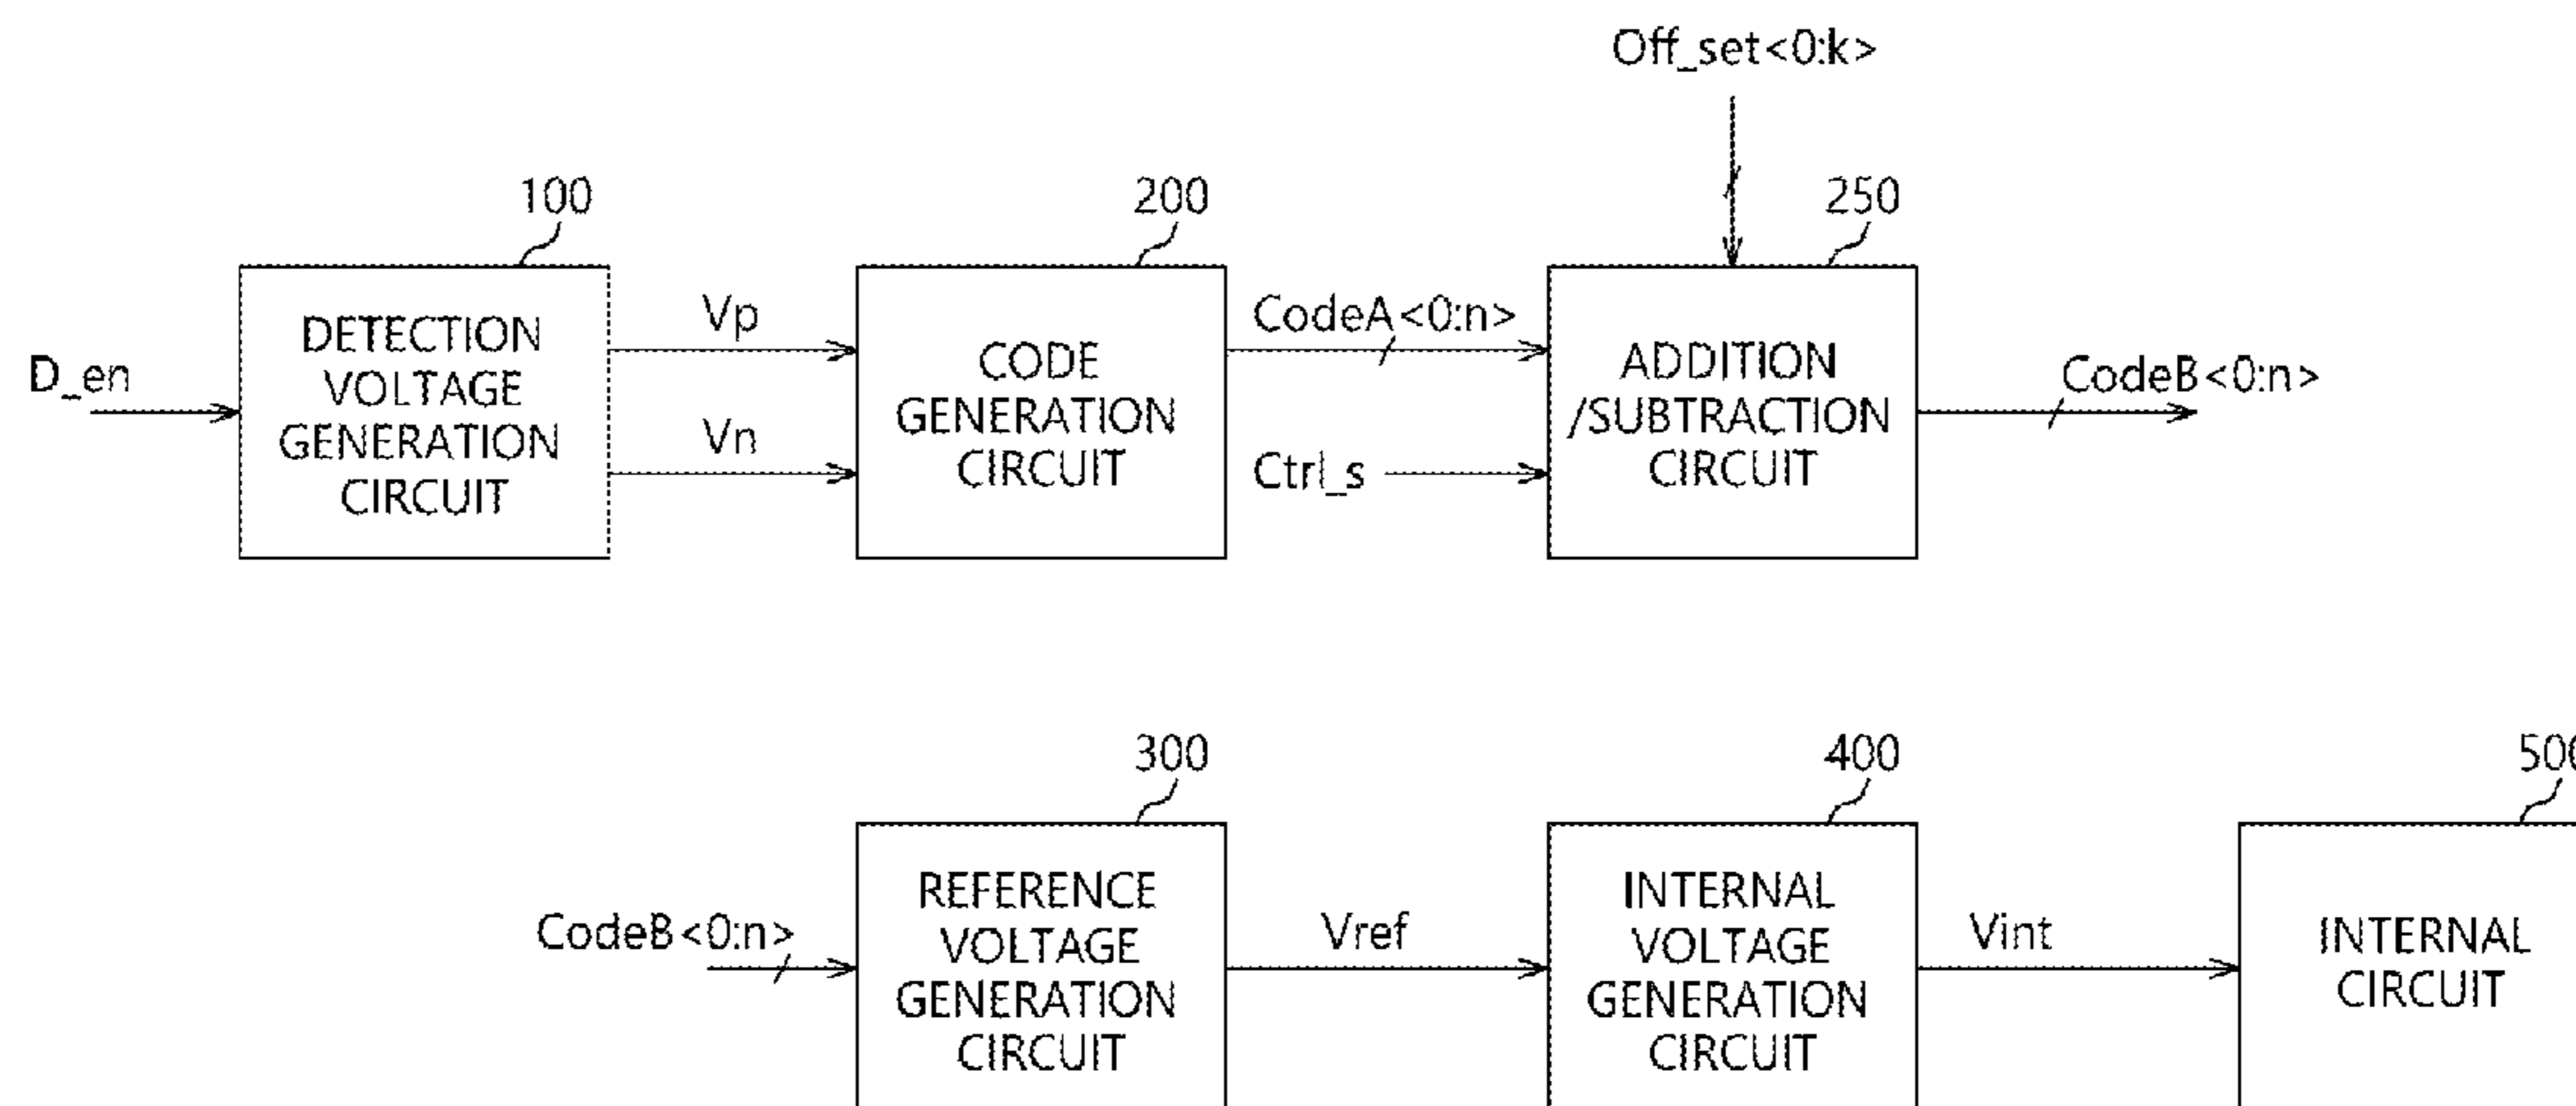 Off_set<0:k>
100
200
250
DETECTION
VOLTAGE
GENERATION
CIRCUIT
D_en
Vp
Vn
CODE
GENERATION
CIRCUIT
CodeA<0:n>
Ctrl_s
ADDITION
/SUBTRACTION
CIRCUIT
CodeB<0:n>
300
400
CodeB<0:n>
REFERENCE
VOLTAGE
GENERATION
CIRCUIT
Vref
INTERNAL
VOLTAGE
GENERATION
CIRCUIT
Vint
500
INTERNAL
CIRCUIT